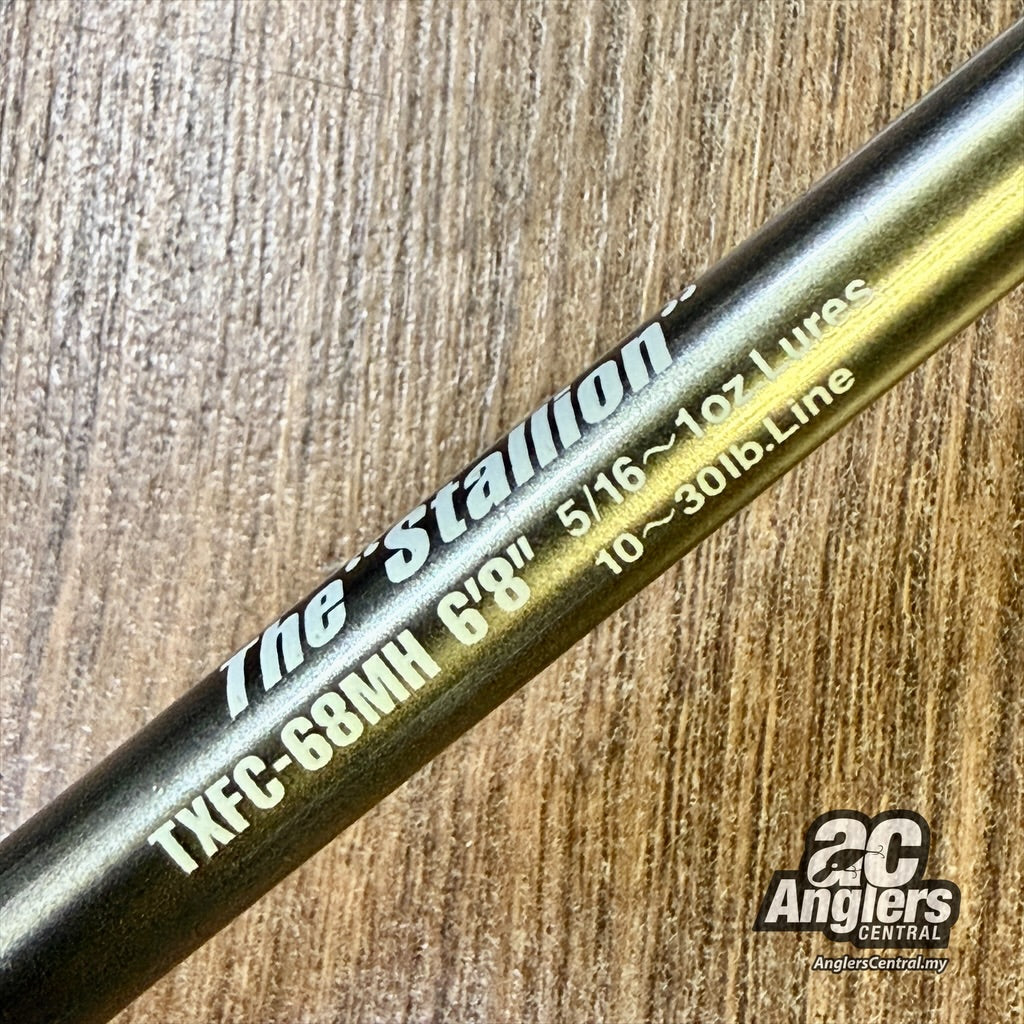 The "Stallion"
TXFC-68MH 6'8"
5/16~1oz.Lures
10~30lb.Line
ac
Anglers
CENTRAL
AnglersCentral.my